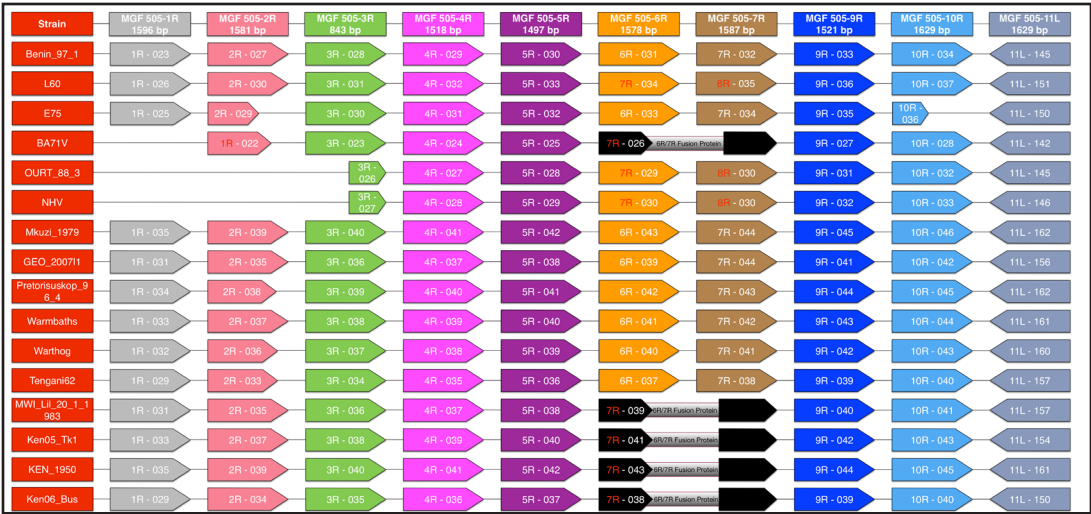 Strain MGF 505-1R MGF 505-2R MGF 505-3R MGF 505-4R MGF 505-5R MGF 505-6R MGF 505-7R MGF 505-9R MGF 505-10R MGF 505-11L
1596 bp 1581 bp 843 bp 1518 bp 1497 bp 1578 bp 1587 bp 1521 bp 1629 bp 1629 bp
Benin_97_1 1R - 023 2R - 027 3R - 028 4R - 029 5R - 030 6R - 031 7R - 032 9R - 033 10R - 034 11L - 145
L60 1R - 026 2R - 030 3R - 031 4R - 032 5R - 033 7R - 034 8R - 035 9R - 036 10R - 037 11L - 151
E75 1R - 025 2R - 029 3R - 030 4R - 031 5R - 032 6R - 033 7R - 034 9R - 035 10R - 11L - 150
036
BA71V 1R - 022 3R - 023 4R - 024 5R - 025 7R - 026 6R/7R Fusion Protein 9R - 027 10R - 028 11L - 142
OURT_88_3 3R - 4R - 027 5R - 028 7R - 029 8R - 030 9R - 031 10R - 032 11L - 145
026
NHV 3R - 4R - 028 5R - 029 7R - 030 8R - 030 9R - 032 10R - 033 11L - 146
027
Mkuzi_1979 1R - 035 2R - 039 3R - 040 4R - 041 5R - 042 6R - 043 7R - 044 9R - 045 10R - 046 11L - 162
GEO_2007I1 1R - 031 2R - 035 3R - 036 4R - 037 5R - 038 6R - 039 7R - 044 9R - 041 10R - 042 11L - 156
Pretorisuskop_9 1R - 034 2R - 038 3R - 039 4R - 040 5R - 041 6R - 042 7R - 043 9R - 044 10R - 045 11L - 162
6_4
Warmbaths 1R - 033 2R - 037 3R - 038 4R - 039 5R - 040 6R - 041 7R - 042 9R - 043 10R - 044 11L - 161
Warthog 1R - 032 2R - 036 3R - 037 4R - 038 5R - 039 6R - 040 7R - 041 9R - 042 10R - 043 11L - 160
Tengani62 1R - 029 2R - 033 3R - 034 4R - 035 5R - 036 6R - 037 7R - 038 9R - 039 10R - 040 11L - 157
MWI_Lil_20_1_1 1R - 031 2R - 035 3R - 036 4R - 037 5R - 038 7R - 039 6R/7R Fusion Protein 9R - 040 10R - 041 11L - 157
983
Ken05_Tk1 1R - 033 2R - 037 3R - 038 4R - 039 5R - 040 7R - 041 6R/7R Fusion Protein 9R - 042 10R - 043 11L - 154
KEN_1950 1R - 035 2R - 039 3R - 040 4R - 041 5R - 042 7R - 043 6R/7R Fusion Protein 9R - 044 10R - 045 11L - 161
Ken06_Bus 1R - 029 2R - 034 3R - 035 4R - 036 5R - 037 7R - 038 6R/7R Fusion Protein 9R - 039 10R - 040 11L - 150